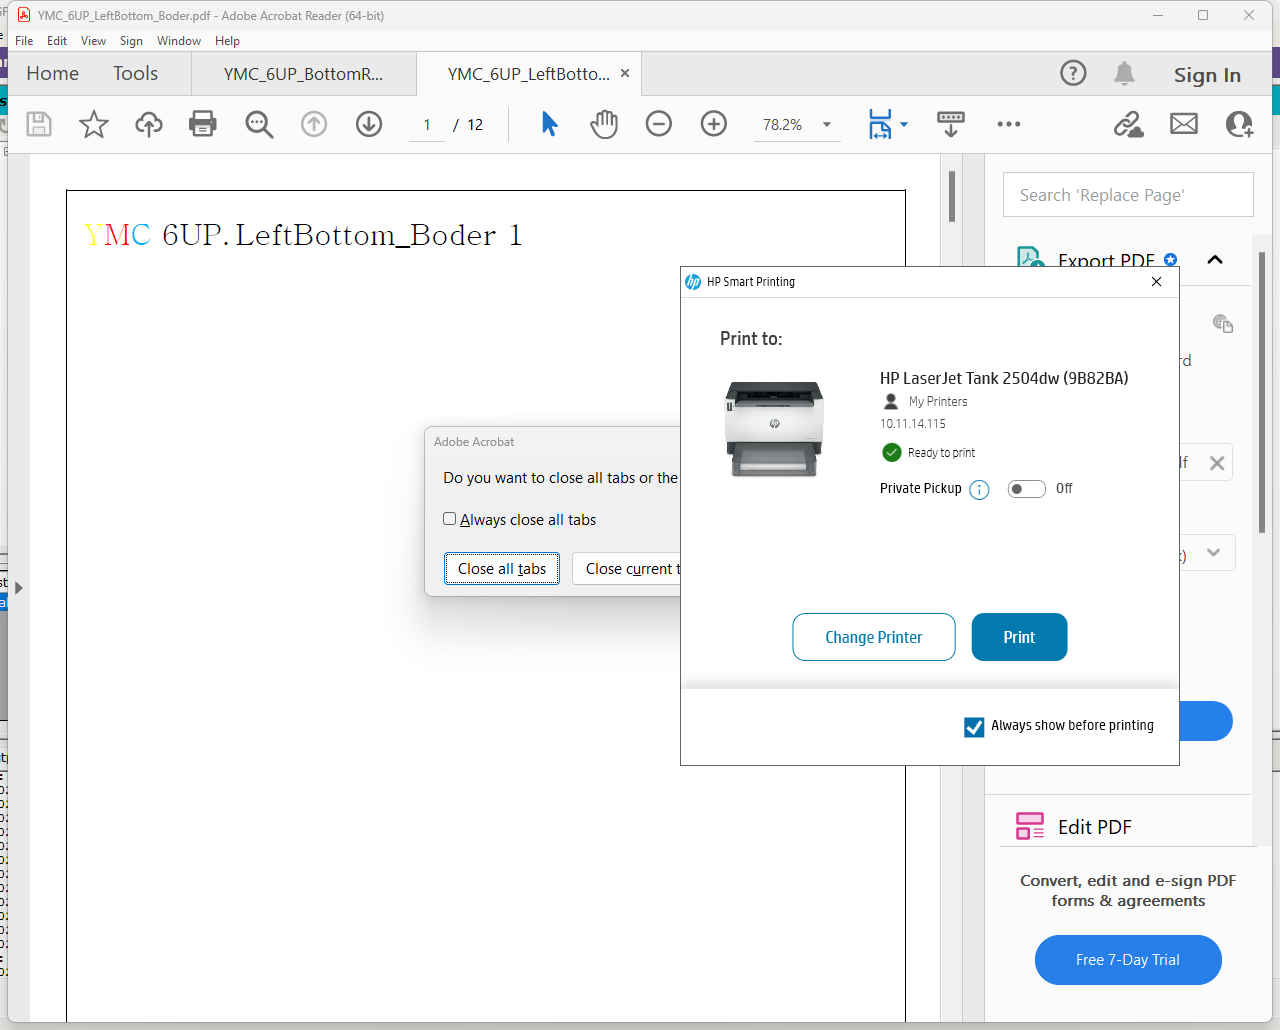 YMC_6UP_LeftBottom_Boder.pdf - Adobe Acrobat Reader (64-bit)
File Edit View Sign Window Help
Home Tools YMC_6UP_BottomR... YMC_6UP_LeftBotto... Sign In
1 / 12 78.2%
Search 'Replace Page'
YMC 6UP. LeftBottom_Boder 1
Export PDF
HP Smart Printing
Print to:
HP LaserJet Tank 2504dw (9B82BA)
My Printers
10.11.14.115
Ready to print
Private Pickup Off
Change Printer Print
Always show before printing
Adobe Acrobat
Do you want to close all tabs or the
Always close all tabs
Close all tabs Close current t
Edit PDF
Convert, edit and e-sign PDF
forms & agreements
Free 7-Day Trial